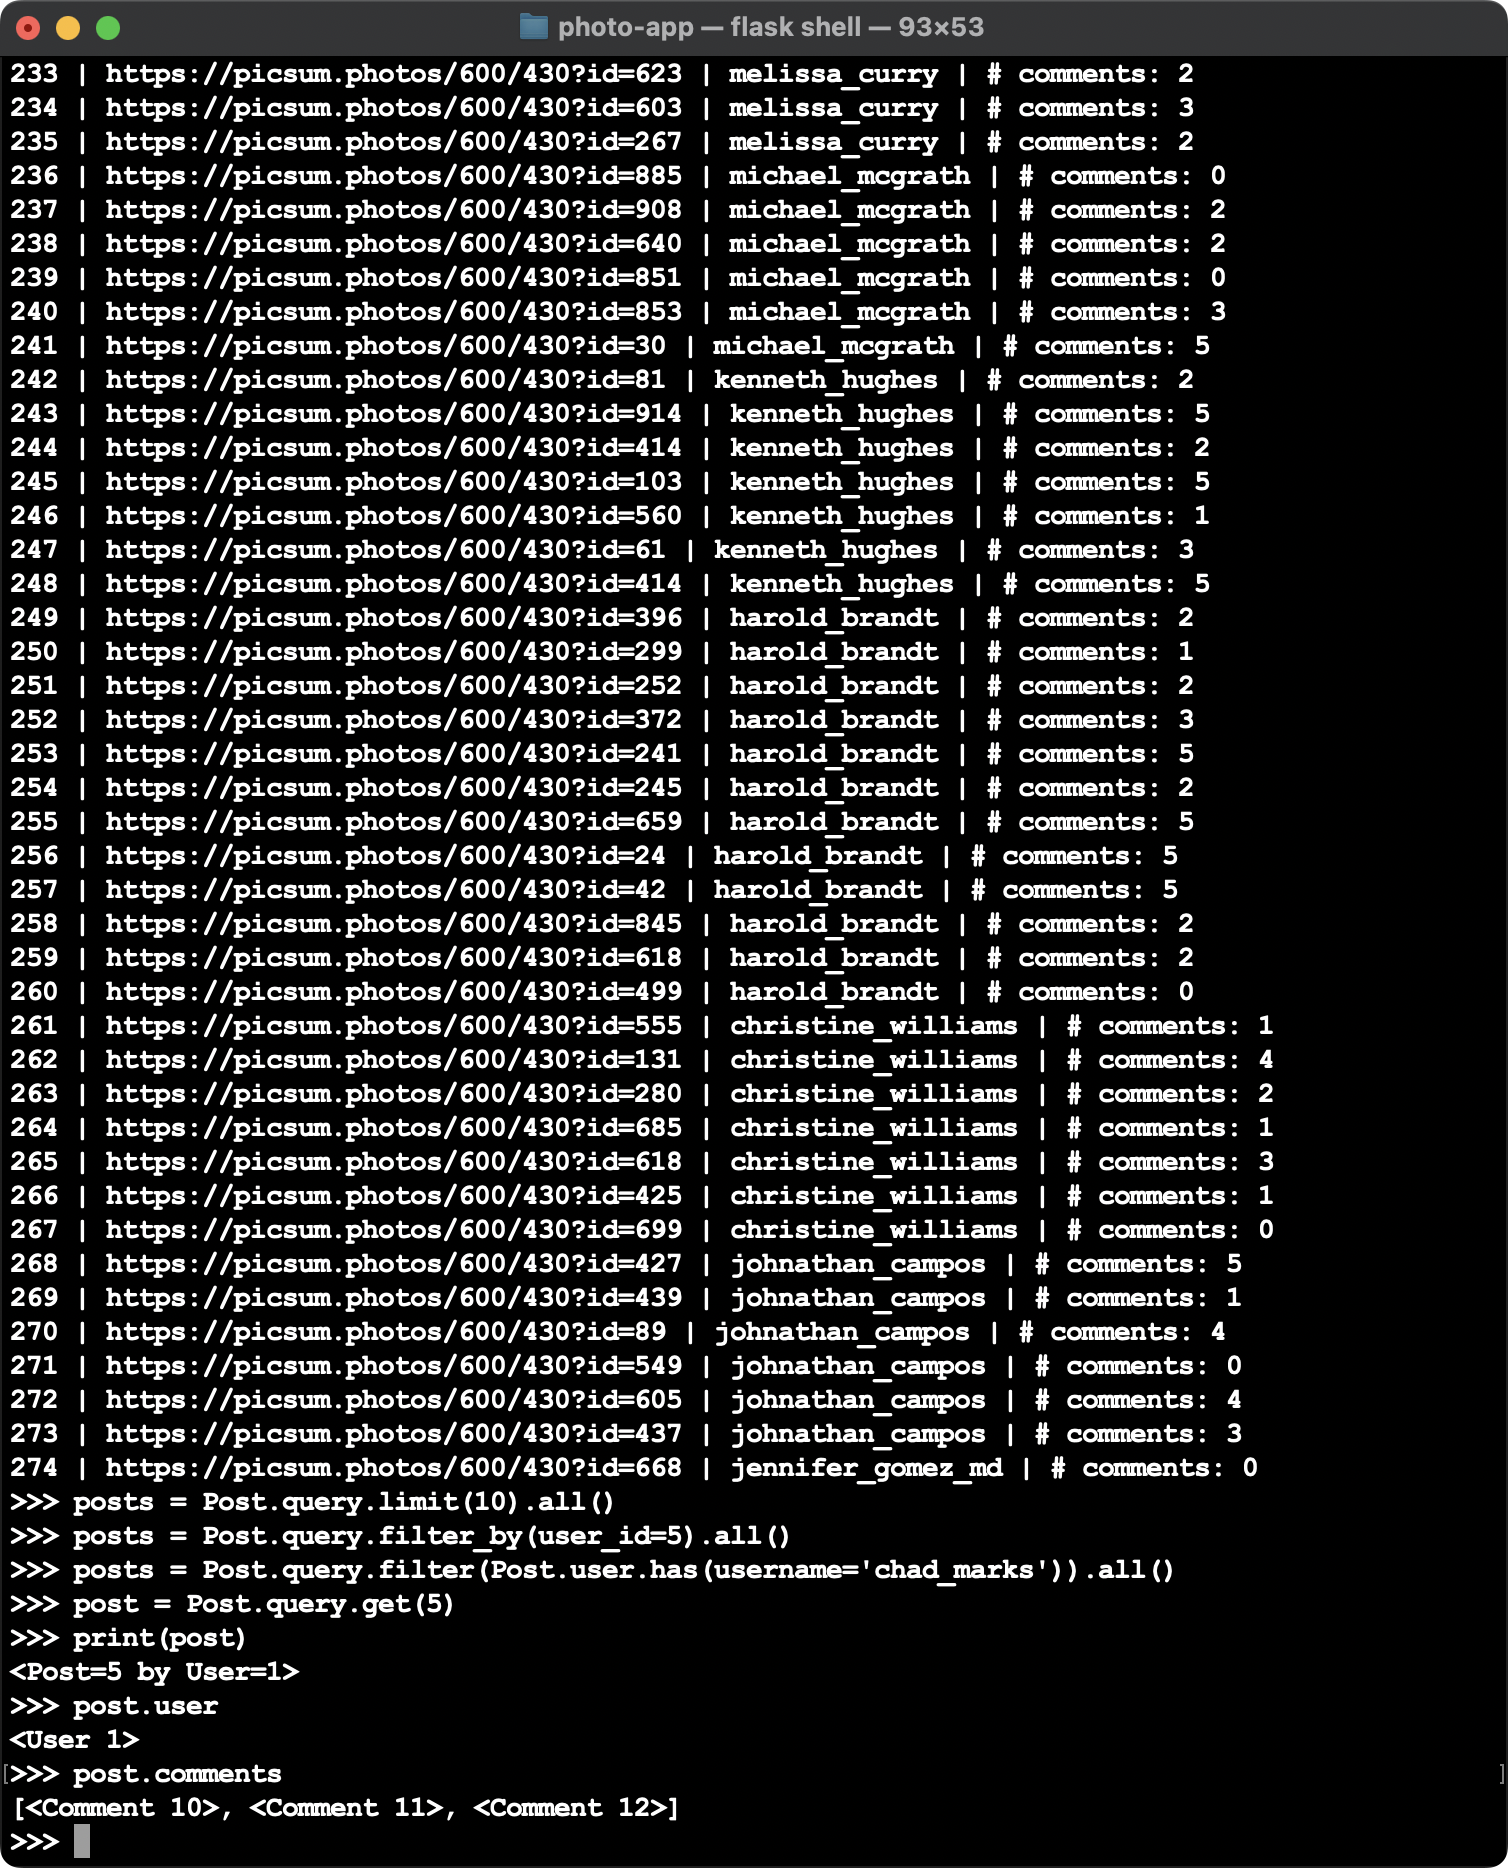 photo-app — flask shell — 93×53
233 | https://picsum.photos/600/430?id=623 | melissa_curry | # comments: 2
234 | https://picsum.photos/600/430?id=603 | melissa_curry | # comments: 3
235 | https://picsum.photos/600/430?id=267 | melissa_curry | # comments: 2
236 | https://picsum.photos/600/430?id=885 | michael_mcgrath | # comments: 0
237 | https://picsum.photos/600/430?id=908 | michael_mcgrath | # comments: 2
238 | https://picsum.photos/600/430?id=640 | michael_mcgrath | # comments: 2
239 | https://picsum.photos/600/430?id=851 | michael_mcgrath | # comments: 0
240 | https://picsum.photos/600/430?id=853 | michael_mcgrath | # comments: 3
241 | https://picsum.photos/600/430?id=30 | michael_mcgrath | # comments: 5
242 | https://picsum.photos/600/430?id=81 | kenneth_hughes | # comments: 2
243 | https://picsum.photos/600/430?id=914 | kenneth_hughes | # comments: 5
244 | https://picsum.photos/600/430?id=414 | kenneth_hughes | # comments: 2
245 | https://picsum.photos/600/430?id=103 | kenneth_hughes | # comments: 5
246 | https://picsum.photos/600/430?id=560 | kenneth_hughes | # comments: 1
247 | https://picsum.photos/600/430?id=61 | kenneth_hughes | # comments: 3
248 | https://picsum.photos/600/430?id=414 | kenneth_hughes | # comments: 5
249 | https://picsum.photos/600/430?id=396 | harold_brandt | # comments: 2
250 | https://picsum.photos/600/430?id=299 | harold_brandt | # comments: 1
251 | https://picsum.photos/600/430?id=252 | harold_brandt | # comments: 2
252 | https://picsum.photos/600/430?id=372 | harold_brandt | # comments: 3
253 | https://picsum.photos/600/430?id=241 | harold_brandt | # comments: 5
254 | https://picsum.photos/600/430?id=245 | harold_brandt | # comments: 2
255 | https://picsum.photos/600/430?id=659 | harold_brandt | # comments: 5
256 | https://picsum.photos/600/430?id=24 | harold_brandt | # comments: 5
257 | https://picsum.photos/600/430?id=42 | harold_brandt | # comments: 5
258 | https://picsum.photos/600/430?id=845 | harold_brandt | # comments: 2
259 | https://picsum.photos/600/430?id=618 | harold_brandt | # comments: 2
260 | https://picsum.photos/600/430?id=499 | harold_brandt | # comments: 0
261 | https://picsum.photos/600/430?id=555 | christine_williams | # comments: 1
262 | https://picsum.photos/600/430?id=131 | christine_williams | # comments: 4
263 | https://picsum.photos/600/430?id=280 | christine_williams | # comments: 2
264 | https://picsum.photos/600/430?id=685 | christine_williams | # comments: 1
265 | https://picsum.photos/600/430?id=618 | christine_williams | # comments: 3
266 | https://picsum.photos/600/430?id=425 | christine_williams | # comments: 1
267 | https://picsum.photos/600/430?id=699 | christine_williams | # comments: 0
268 | https://picsum.photos/600/430?id=427 | johnathan_campos | # comments: 5
269 | https://picsum.photos/600/430?id=439 | johnathan_campos | # comments: 1
270 | https://picsum.photos/600/430?id=89 | johnathan_campos | # comments: 4
271 | https://picsum.photos/600/430?id=549 | johnathan_campos | # comments: 0
272 | https://picsum.photos/600/430?id=605 | johnathan_campos | # comments: 4
273 | https://picsum.photos/600/430?id=437 | johnathan_campos | # comments: 3
274 | https://picsum.photos/600/430?id=668 | jennifer_gomez_md | # comments: 0
>>> posts = Post.query.limit(10).all()
>>> posts = Post.query.filter_by(user_id=5).all()
>>> posts = Post.query.filter(Post.user.has(username='chad_marks')).all()
>>> post = Post.query.get(5)
>>> print(post)
<Post=5 by User=1>
>>> post.user
<User 1>
[>>> post.comments ]
[<Comment 10>, <Comment 11>, <Comment 12>]
>>>